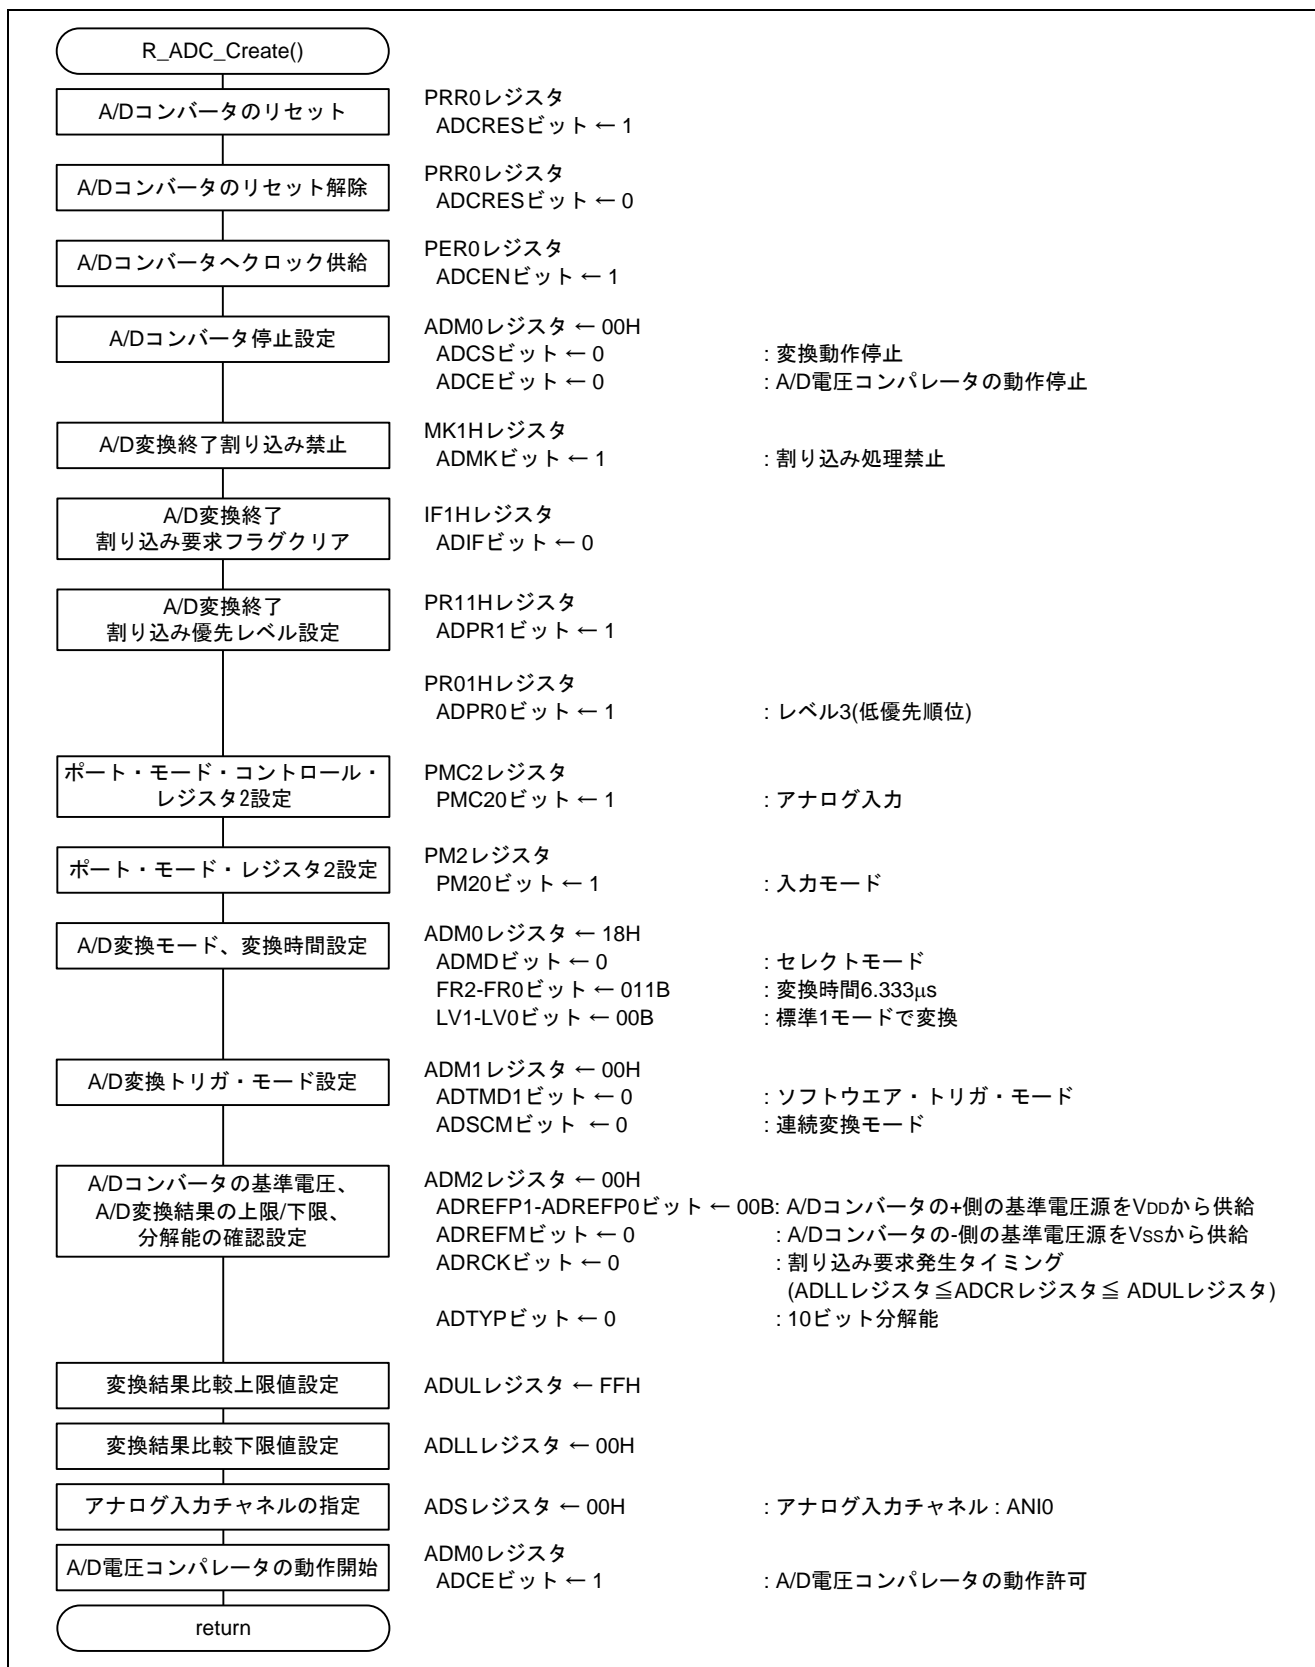 R_ADC_Create()
A/Dコンバータのリセット
PRR0レジスタ
ADCRESビット ← 1
A/Dコンバータのリセット解除
PRR0レジスタ
ADCRESビット ← 0
A/Dコンバータへクロック供給
PER0レジスタ
ADCENビット ← 1
A/Dコンバータ停止設定
ADM0レジスタ ← 00H
ADCSビット ← 0 : 変換動作停止
ADCEビット ← 0 : A/D電圧コンパレータの動作停止
A/D変換終了割り込み禁止
MK1Hレジスタ
ADMKビット ← 1 : 割り込み処理禁止
A/D変換終了
割り込み要求フラグクリア
IF1Hレジスタ
ADIFビット ← 0
A/D変換終了
割り込み優先レベル設定
PR11Hレジスタ
ADPR1ビット ← 1
PR01Hレジスタ
ADPR0ビット ← 1 : レベル3(低優先順位)
ポート・モード・コントロール・
レジスタ2設定
PMC2レジスタ
PMC20ビット ← 1 : アナログ入力
ポート・モード・レジスタ2設定
PM2レジスタ
PM20ビット ← 1 : 入力モード
A/D変換モード、変換時間設定
ADM0レジスタ ← 18H
ADMDビット ← 0 : セレクトモード
FR2-FR0ビット ← 011B : 変換時間6.333μs
LV1-LV0ビット ← 00B : 標準1モードで変換
A/D変換トリガ・モード設定
ADM1レジスタ ← 00H
ADTMD1ビット ← 0 : ソフトウエア・トリガ・モード
ADSCMビット ← 0 : 連続変換モード
A/Dコンバータの基準電圧、
A/D変換結果の上限/下限、
分解能の確認設定
ADM2レジスタ ← 00H
ADREFP1-ADREFP0ビット ← 00B: A/Dコンバータの+側の基準電圧源をVDDから供給
ADREFMビット ← 0 : A/Dコンバータの-側の基準電圧源をVssから供給
ADRCKビット ← 0 : 割り込み要求発生タイミング
(ADLLレジスタ≦ADCRレジスタ≦ ADULレジスタ)
ADTYPビット ← 0 : 10ビット分解能
変換結果比較上限値設定
ADULレジスタ ← FFH
変換結果比較下限値設定
ADLLレジスタ ← 00H
アナログ入力チャネルの指定
ADSレジスタ ← 00H : アナログ入力チャネル : ANI0
A/D電圧コンパレータの動作開始
ADM0レジスタ
ADCEビット ← 1 : A/D電圧コンパレータの動作許可
return